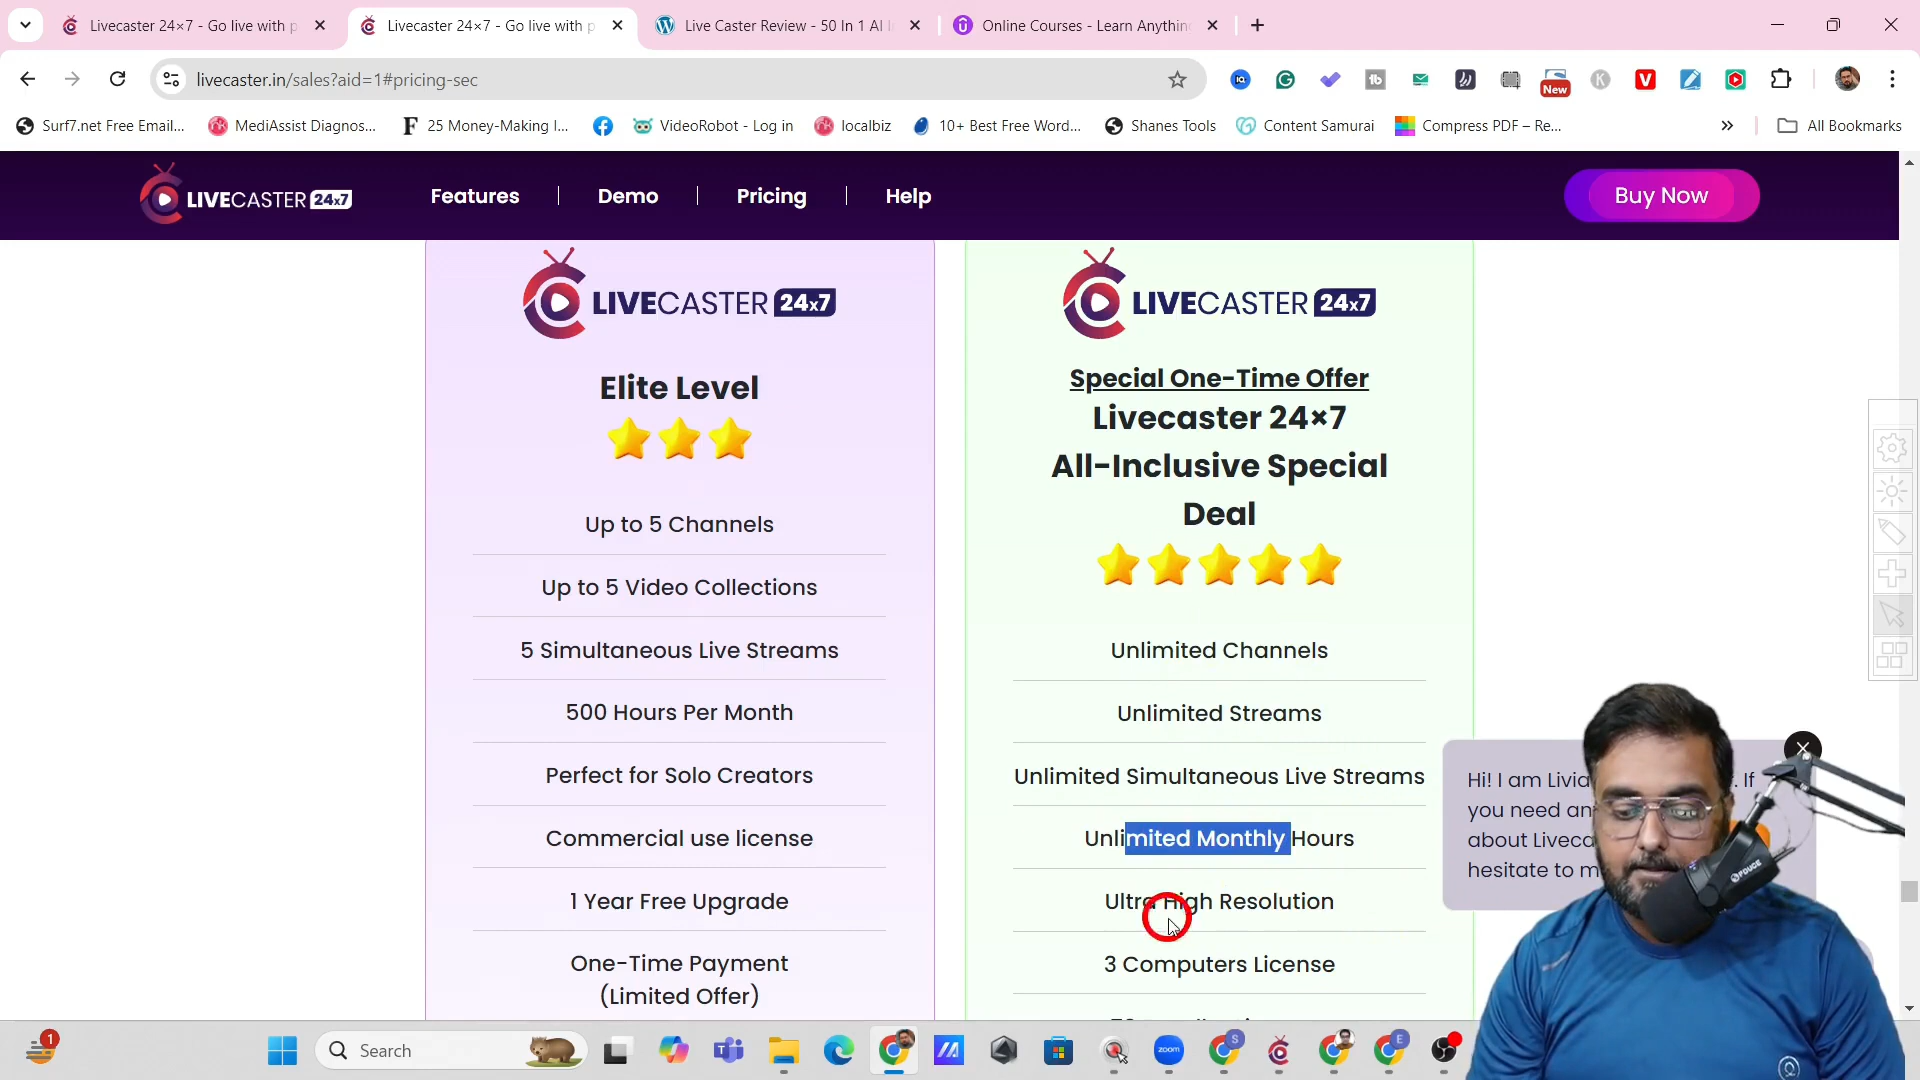 Livecaster 24×7 - Go live with p
Livecaster 24×7 - Go live with p
Live Caster Review - 50 In 1 AI I
Online Courses - Learn Anythin
livecaster.in/sales?aid=1#pricing-sec
New
Surf7.net Free Email...
MediAssist Diagnos...
25 Money-Making I...
VideoRobot - Log in
localbiz
10+ Best Free Word...
Shanes Tools
Content Samurai
Compress PDF – Re...
All Bookmarks
LIVECASTER 24x7
Features
Demo
Pricing
Help
Buy Now
LIVECASTER 24x7
Elite Level
Up to 5 Channels
Up to 5 Video Collections
5 Simultaneous Live Streams
500 Hours Per Month
Perfect for Solo Creators
Commercial use license
1 Year Free Upgrade
One-Time Payment
(Limited Offer)
LIVECASTER 24x7
Special One-Time Offer
Livecaster 24×7
All-Inclusive Special
Deal
Unlimited Channels
Unlimited Streams
Unlimited Simultaneous Live Streams
Unlimited Monthly Hours
Ultra High Resolution
3 Computers License
Hi! I am Livia . If
you need an
about Liveca
hesitate to m
Search
zoom